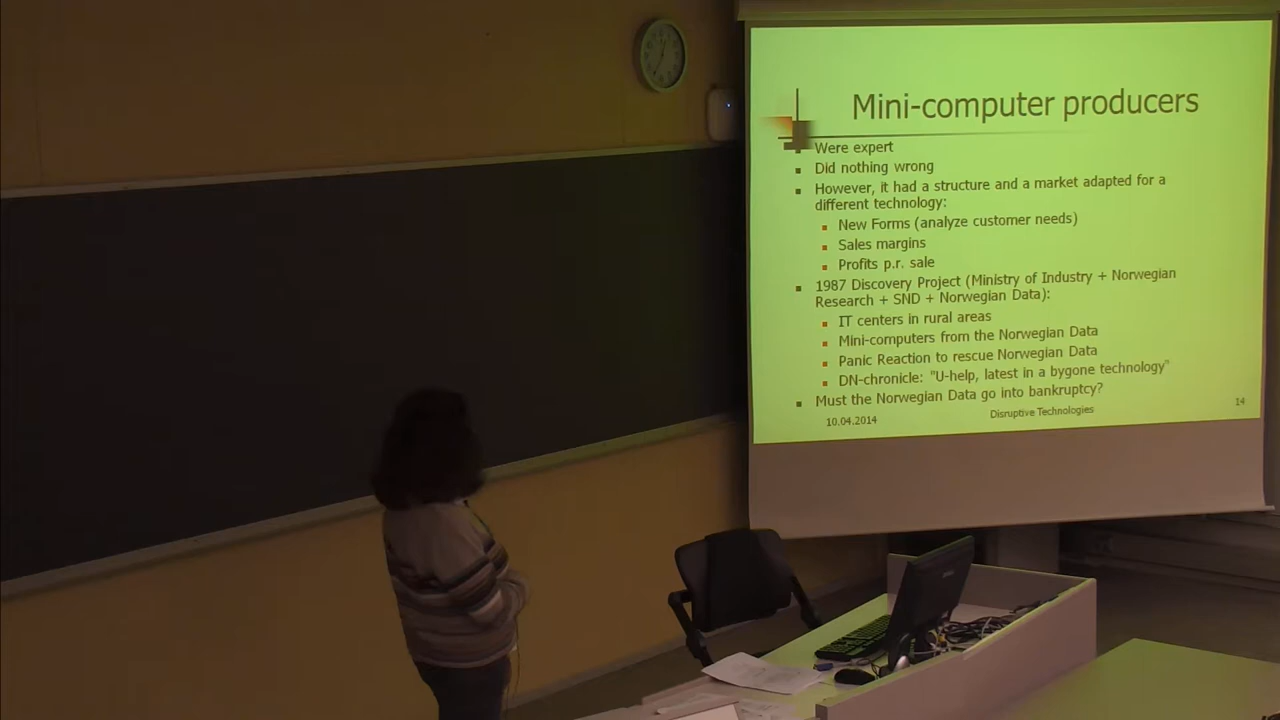 Mini-computer producers
Were expert
Did nothing wrong
However, it had a structure and a market adapted for a
different technology:
New Forms (analyze customer needs)
Sales margins
Profits p.r. sale
1987 Discovery Project (Ministry of Industry + Norwegian
Research + SND + Norwegian Data):
IT centers in rural areas
Mini-computers from the Norwegian Data
Panic Reaction to rescue Norwegian Data
DN-chronicle: "U-help, latest in a bygone technology"
Must the Norwegian Data go into bankruptcy?
10.04.2014
Disruptive Technologies
14